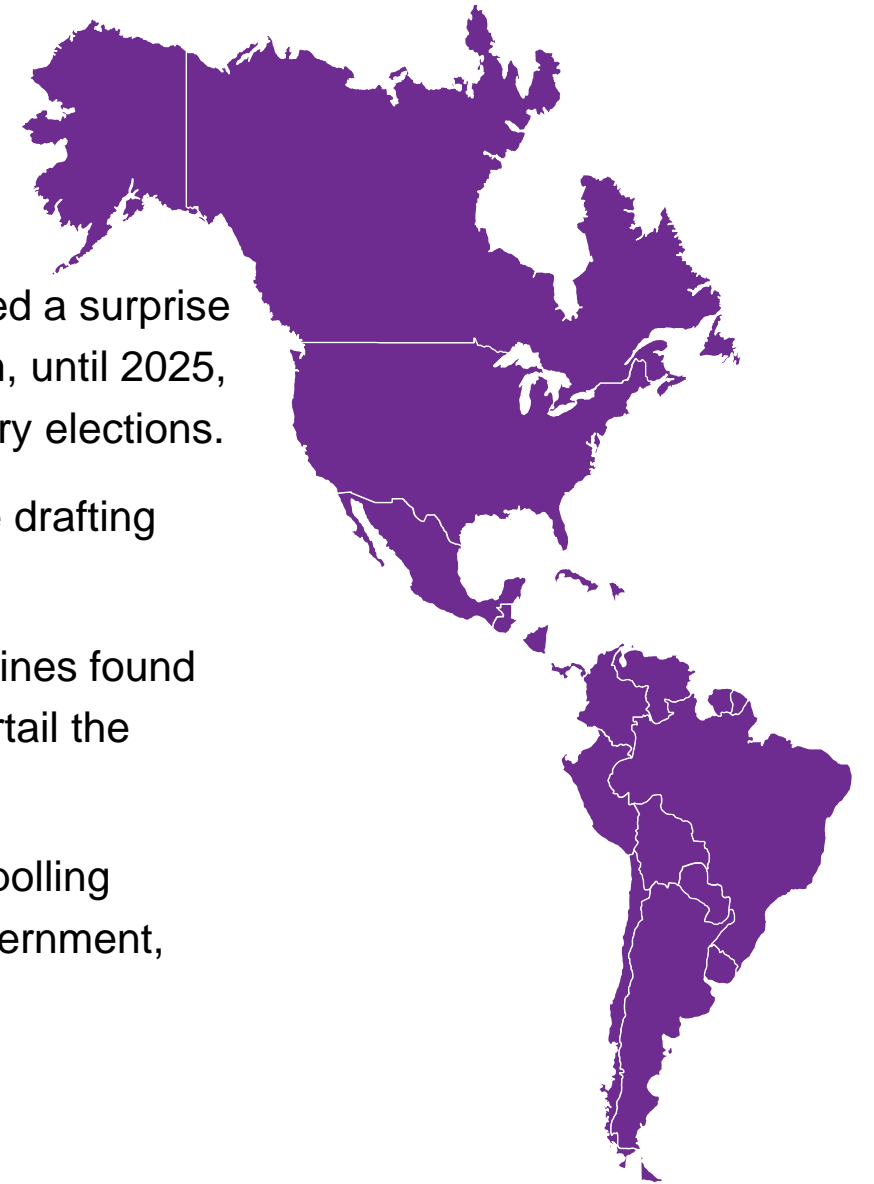 ed a surprise
, until 2025,
ry elections.
drafting
ines found
rtail the
polling
ernment,